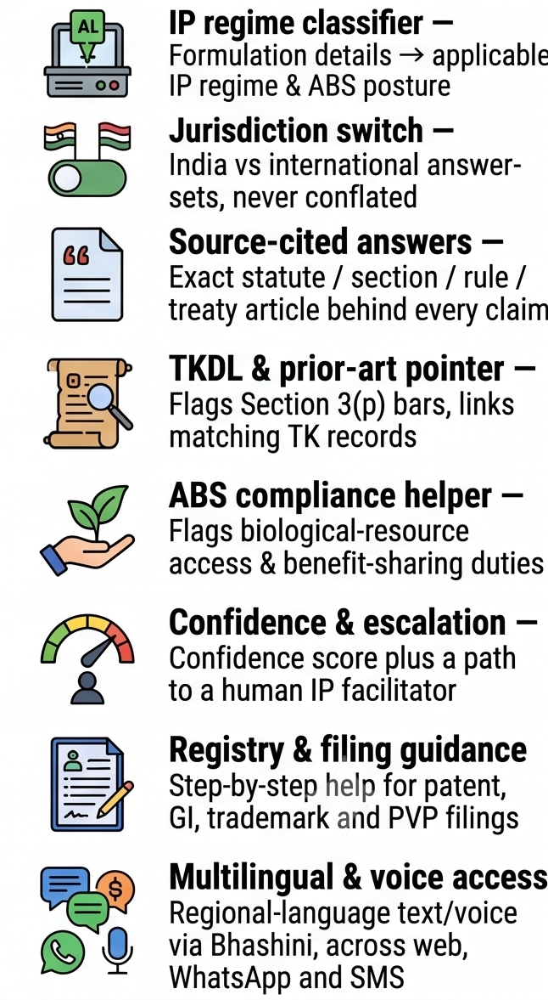 AL
IP regime classifier —
Formulation details → applicable
IP regime & ABS posture
Jurisdiction switch —
India vs international answer-
sets, never conflated
Source-cited answers —
Exact statute / section / rule /
treaty article behind every claim
TKDL & prior-art pointer —
Flags Section 3(p) bars, links
matching TK records
ABS compliance helper —
Flags biological-resource
access & benefit-sharing duties
Confidence & escalation —
Confidence score plus a path
to a human IP facilitator
Registry & filing guidance
Step-by-step help for patent,
GI, trademark and PVP filings
$
Multilingual & voice access
Regional-language text/voice
via Bhashini, across web,
WhatsApp and SMS